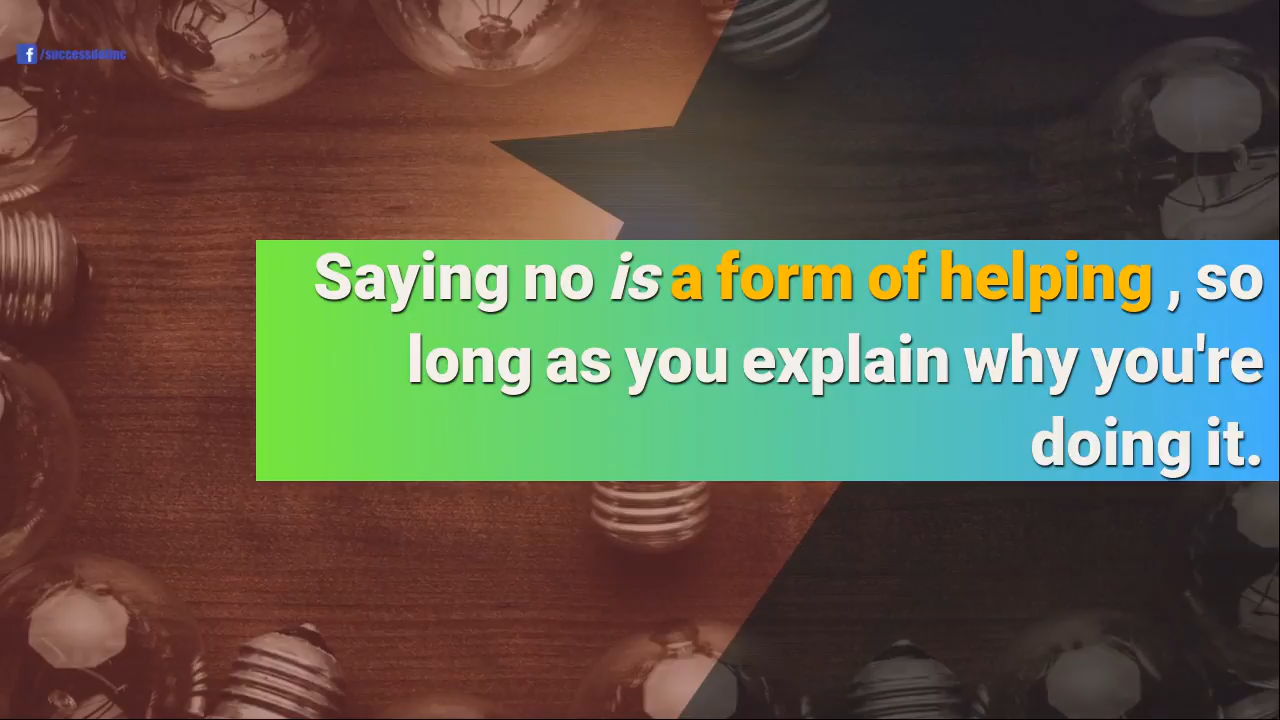 Saying no is a form of helping , so
long as you explain why you're
doing it.